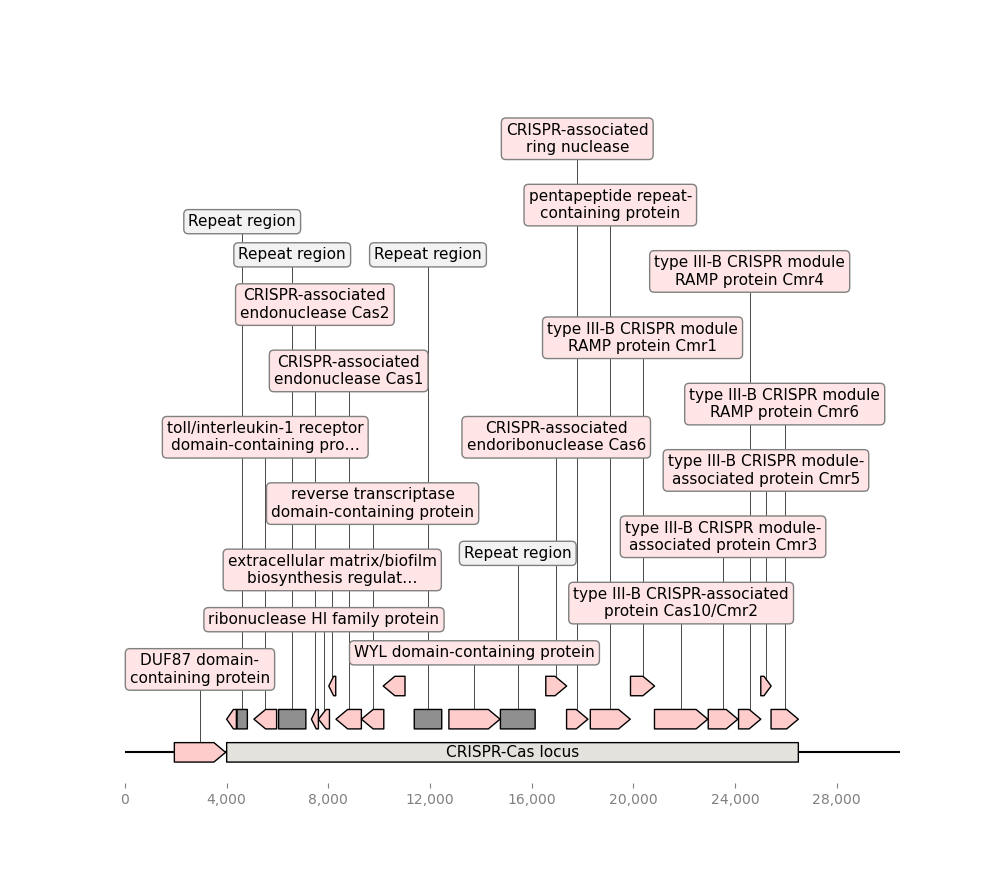 CRISPR-associated
ring nuclease
pentapeptide repeat-
containing protein
Repeat region
Repeat region
Repeat region
type III-B CRISPR module
RAMP protein Cmr4
CRISPR-associated
endonuclease Cas2
type III-B CRISPR module
RAMP protein Cmr1
CRISPR-associated
endonuclease Cas1
type III-B CRISPR module
RAMP protein Cmr6
toll/interleukin-1 receptor
domain-containing pro…
CRISPR-associated
endoribonuclease Cas6
type III-B CRISPR module-
associated protein Cmr5
reverse transcriptase
domain-containing protein
type III-B CRISPR module-
associated protein Cmr3
Repeat region
extracellular matrix/biofilm
biosynthesis regulat…
type III-B CRISPR-associated
protein Cas10/Cmr2
ribonuclease HI family protein
WYL domain-containing protein
DUF87 domain-
containing protein
CRISPR-Cas locus
0 4,000 8,000 12,000 16,000 20,000 24,000 28,000